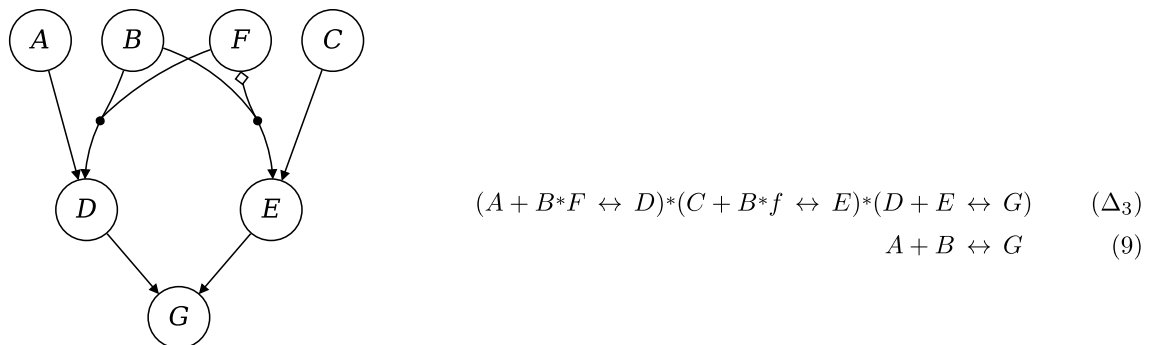 A B F C
D E
(A + B*F ↔ D)*(C + B*f ↔ E)*(D + E ↔ G) (Δ₃)
A + B ↔ G (9)
G